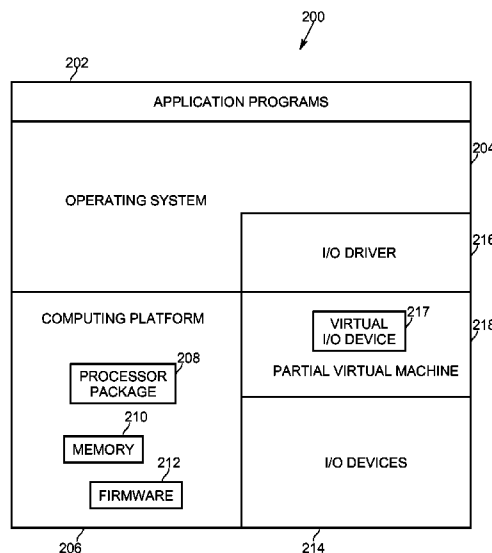 200
202
APPLICATION PROGRAMS
204
OPERATING SYSTEM
216
I/O DRIVER
COMPUTING PLATFORM
217
VIRTUAL
I/O DEVICE
218
PARTIAL VIRTUAL MACHINE
208
PROCESSOR
PACKAGE
210
MEMORY
212
FIRMWARE
I/O DEVICES
206
214